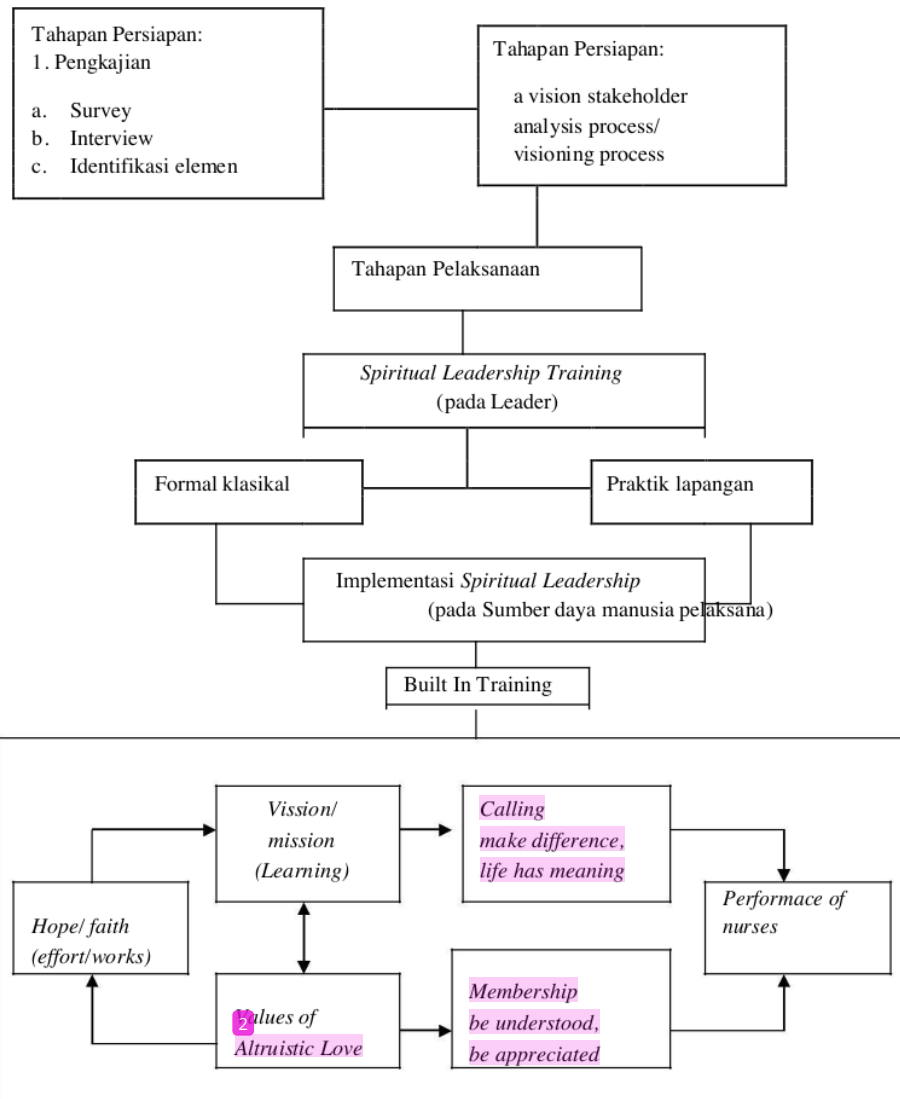 Tahapan Persiapan:
1. Pengkajian
a. Survey
b. Interview
c. Identifikasi elemen
Tahapan Persiapan:
a vision stakeholder
analysis process/
visioning process
Tahapan Pelaksanaan
Spiritual Leadership Training
(pada Leader)
Formal klasikal
Praktik lapangan
Implementasi Spiritual Leadership
(pada Sumber daya manusia pelaksana)
Built In Training
Vission/
mission
(Learning)
Calling
make difference,
life has meaning
Hope/ faith
(effort/works)
Performace of
nurses
2
Values of
Altruistic Love
Membership
be understood,
be appreciated